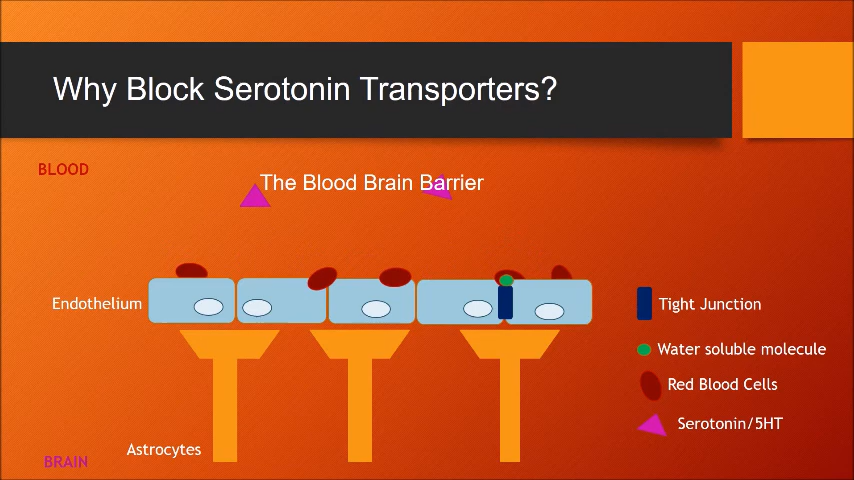 Why Block Serotonin Transporters?
BLOOD
The Blood Brain Barrier
Endothelium
Tight Junction
Water soluble molecule
Red Blood Cells
Serotonin/5HT
Astrocytes
BRAIN